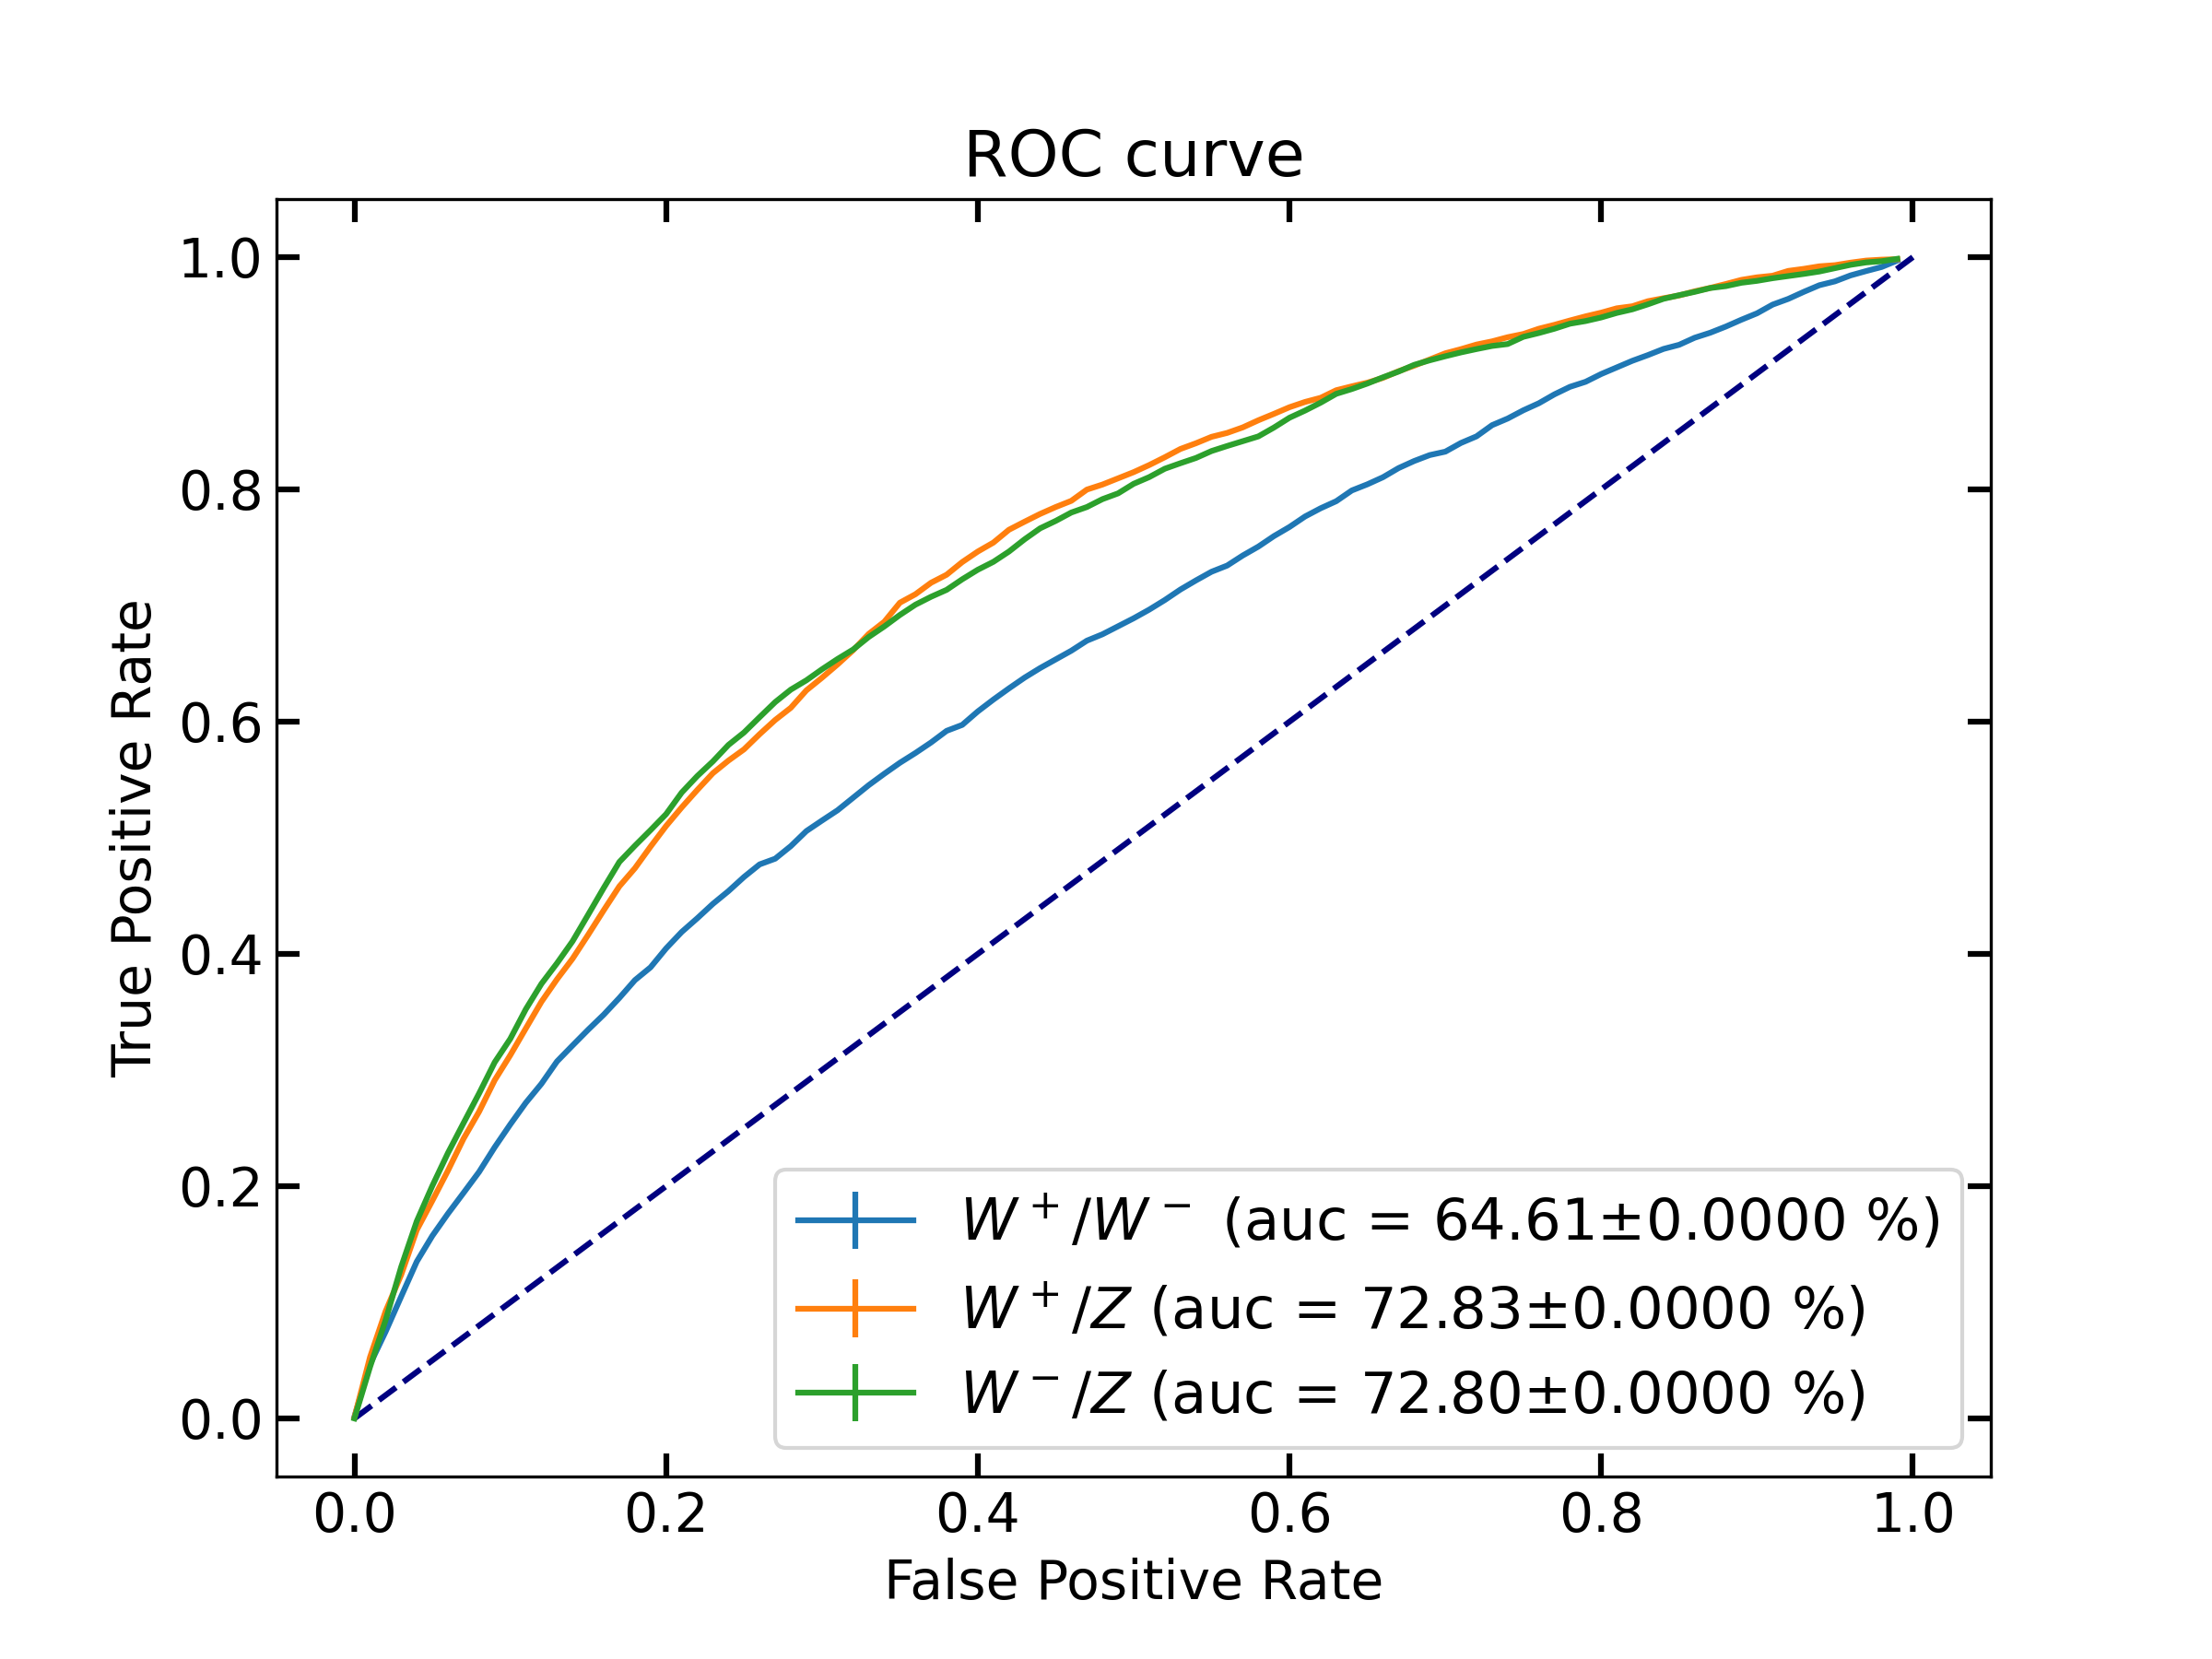 ROC curve
1.0
0.8
0.6
0.4
0.2
0.0
True Positive Rate
W⁺/W⁻ (auc = 64.61±0.0000 %)
W⁺/Z (auc = 72.83±0.0000 %)
W⁻/Z (auc = 72.80±0.0000 %)
0.0 0.2 0.4 0.6 0.8 1.0
False Positive Rate